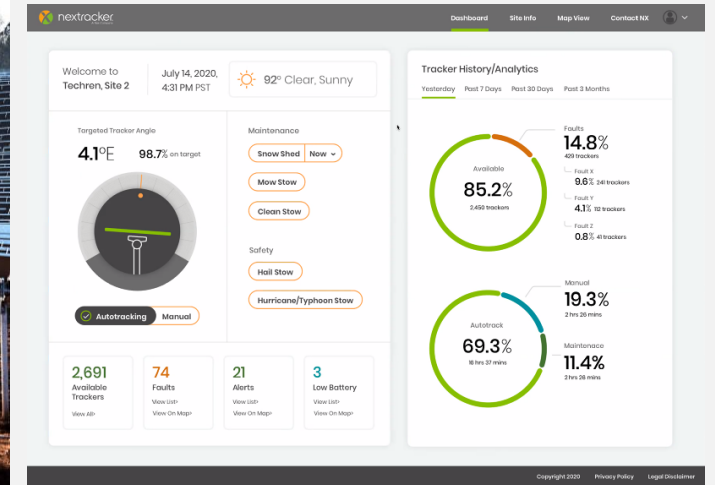 nextracker
Dashboard Site Info Map View Contact NX
Welcome to
Techren, Site 2
July 14, 2020,
4:31 PM PST
92° Clear, Sunny
Targeted Tracker Angle
4.1°E 98.7% on target
Autotracking Manual
Maintenance
Snow Shed Now
Mow Stow
Clean Stow
Safety
Hail Stow
Hurricane/Typhoon Stow
2,691
Available
Trackers
View All>
74
Faults
View List>
View On Map>
21
Alerts
View List>
View On Map>
3
Low Battery
View List>
View On Map>
Tracker History/Analytics
Yesterday Past 7 Days Past 30 Days Past 3 Months
Available
85.2%
2,450 trackers
Faults
14.8%
429 trackers
Fault X
9.6% 241 trackers
Fault Y
4.1% 112 trackers
Fault Z
0.8% 41 trackers
Autotrack
69.3%
16 hrs 37 mins
Manual
19.3%
2 hrs 26 mins
Maintenace
11.4%
2 hrs 26 mins
Copyright 2020 Privacy Policy Legal Disclaimer